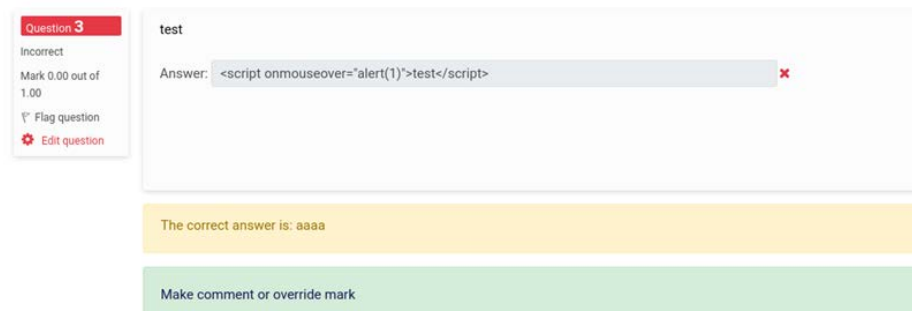 Question 3
Incorrect
Mark 0.00 out of
1.00
Flag question
Edit question
test
Answer: <script onmouseover="alert(1)">test</script>
The correct answer is: aaaa
Make comment or override mark